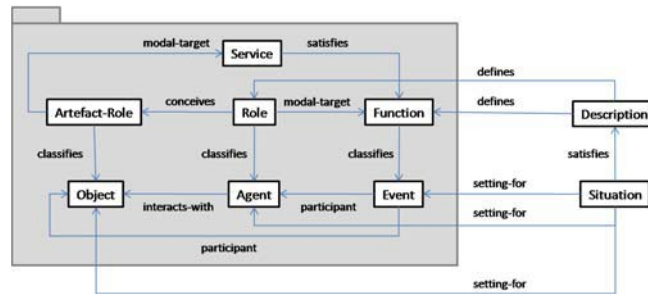 modal-target
Service
satisfies
defines
Artefact-Role
conceives
Role
modal-target
Function
defines
Description
classifies
classifies
classifies
satisfies
Object
interacts-with
Agent
participant
Event
setting-for
Situation
setting-for
participant
setting-for